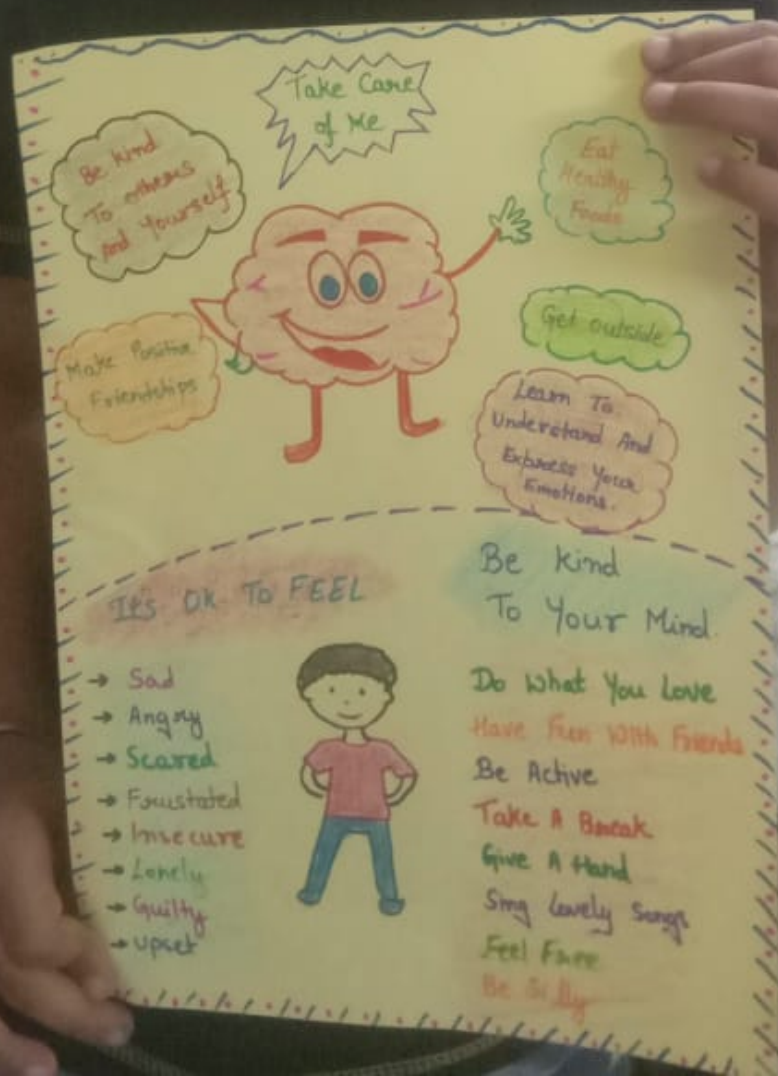 Take Care
of Me
Be kind
To others
And Yourself
Eat
Healthy
Foods
Make Positive
Friendships
Get outside
Learn To
Understand And
Express Your
Emotions.
It's Ok To FEEL
→ Sad
→ Angry
→ Scared
→ Frustated
→ Insecure
→ Lonely
→ Guilty
→ upset
Be kind
To Your Mind.
Do What You Love
Have Fun With Friends
Be Active
Take A Break
Give A Hand
Sing Lovely Songs
Feel Free
Be Silly